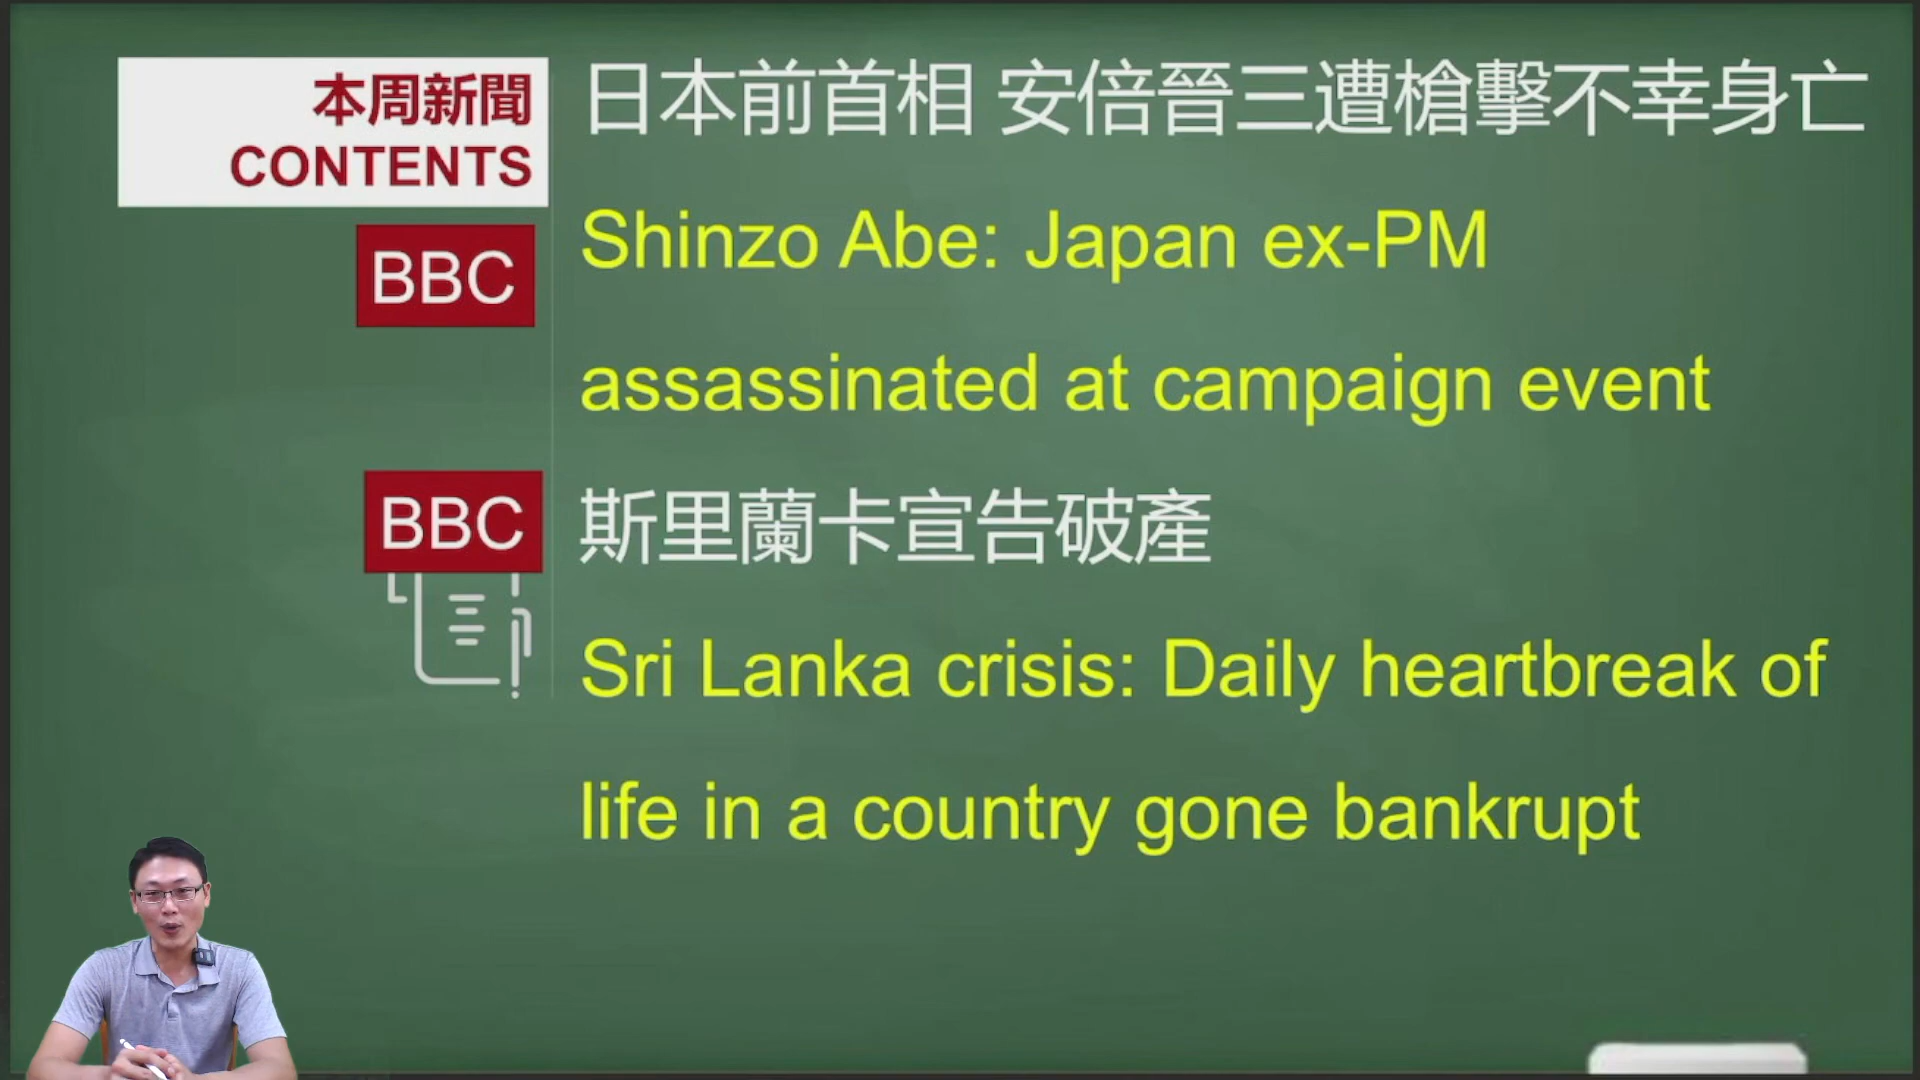 本周新聞
CONTENTS
BBC
日本前首相 安倍晉三遭槍擊不幸身亡
Shinzo Abe: Japan ex-PM
assassinated at campaign event
BBC
斯里蘭卡宣告破產
Sri Lanka crisis: Daily heartbreak of
life in a country gone bankrupt